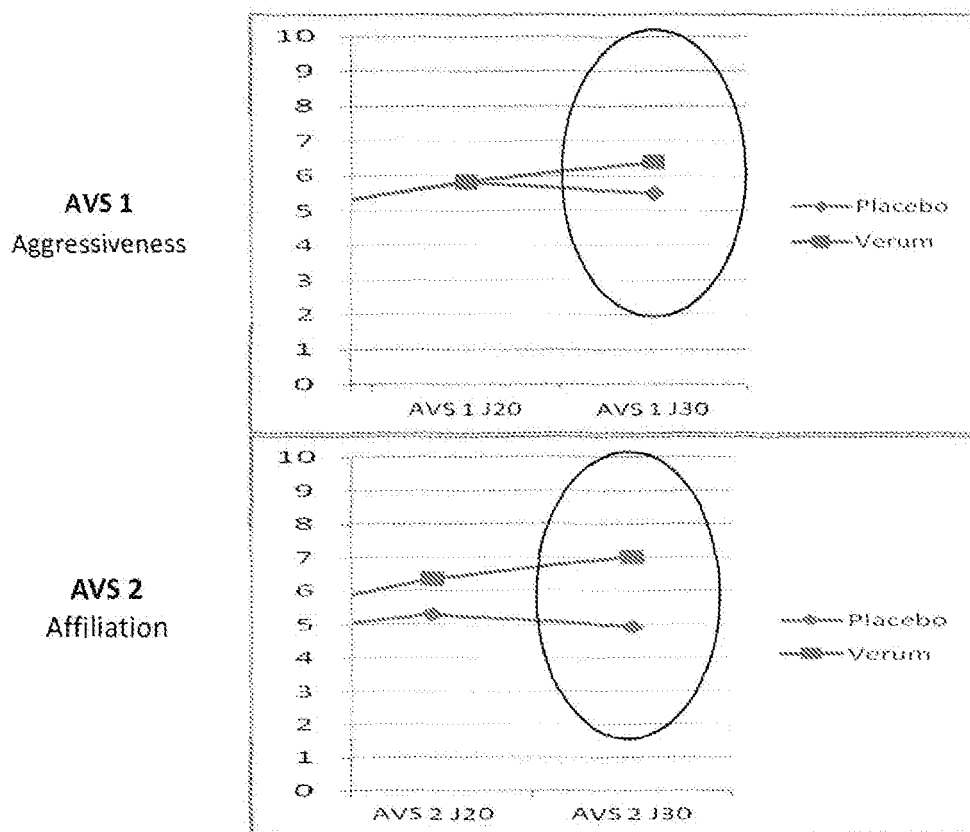 AVS 1
Aggressiveness
10
9
8
7
6
5
4
3
2
1
0
AVS 1 J20
AVS 1 J30
Placebo
Verum
AVS 2
Affiliation
10
9
8
7
6
5
4
3
2
1
0
AVS 2 J20
AVS 2 J30
Placebo
Verum